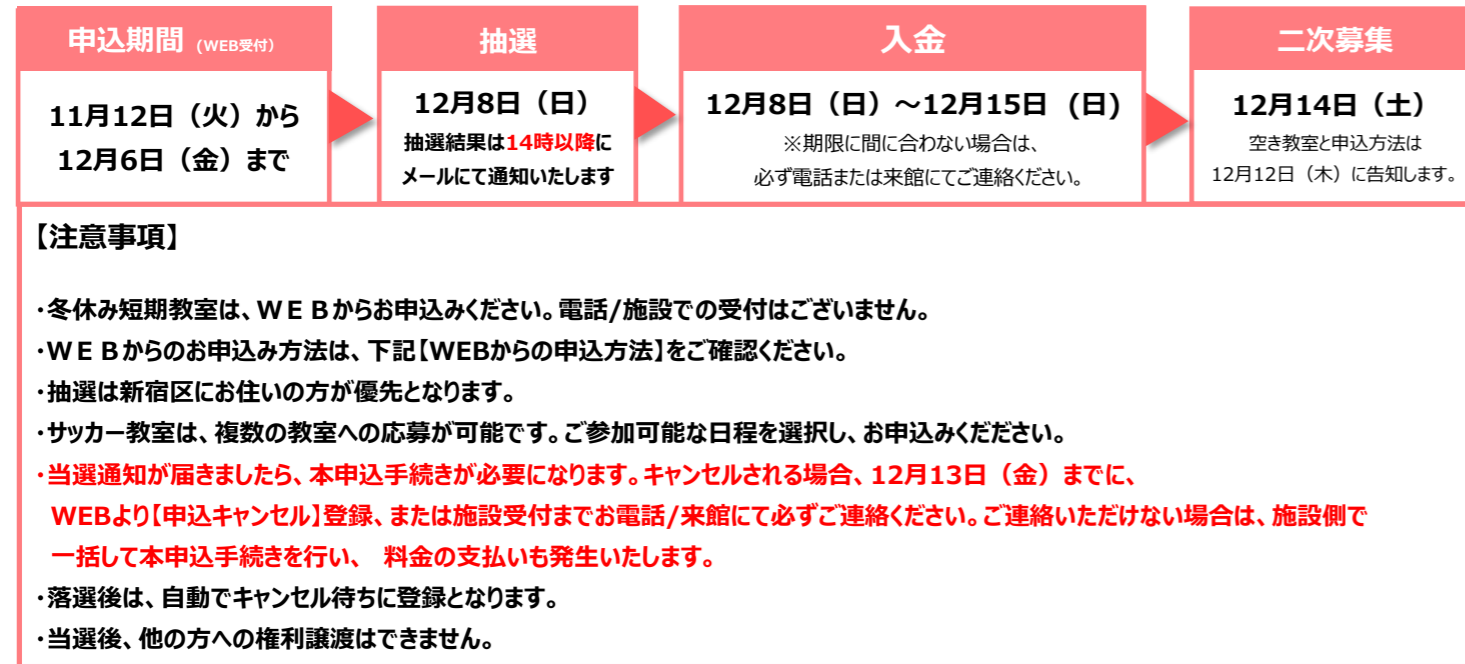 申込期間 (WEB受付)
11月12日（火）から
12月6日（金）まで
抽選
12月8日（日）
抽選結果は14時以降に
メールにて通知いたします
入金
12月8日（日）～12月15日 (日)
※期限に間に合わない場合は、
必ず電話または来館にてご連絡ください。
二次募集
12月14日（土）
空き教室と申込方法は
12月12日（木）に告知します。
【注意事項】
・冬休み短期教室は、ＷＥＢからお申込みください。電話/施設での受付はございません。
・ＷＥＢからのお申込み方法は、下記【WEBからの申込方法】をご確認ください。
・抽選は新宿区にお住いの方が優先となります。
・サッカー教室は、複数の教室への応募が可能です。ご参加可能な日程を選択し、お申込みくだださい。
・当選通知が届きましたら、本申込手続きが必要になります。キャンセルされる場合、12月13日（金）までに、
WEBより【申込キャンセル】登録、または施設受付までお電話/来館にて必ずご連絡ください。ご連絡いただけない場合は、施設側で
一括して本申込手続きを行い、 料金の支払いも発生いたします。
・落選後は、自動でキャンセル待ちに登録となります。
・当選後、他の方への権利譲渡はできません。